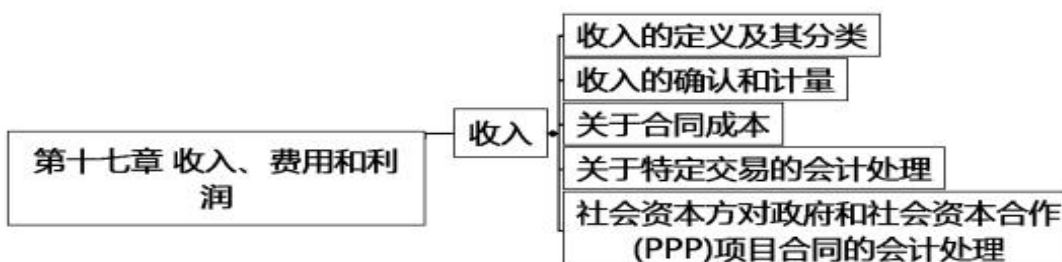 第十七章 收入、费用和利
润
收入
收入的定义及其分类
收入的确认和计量
关于合同成本
关于特定交易的会计处理
社会资本方对政府和社会资本合作
(PPP)项目合同的会计处理